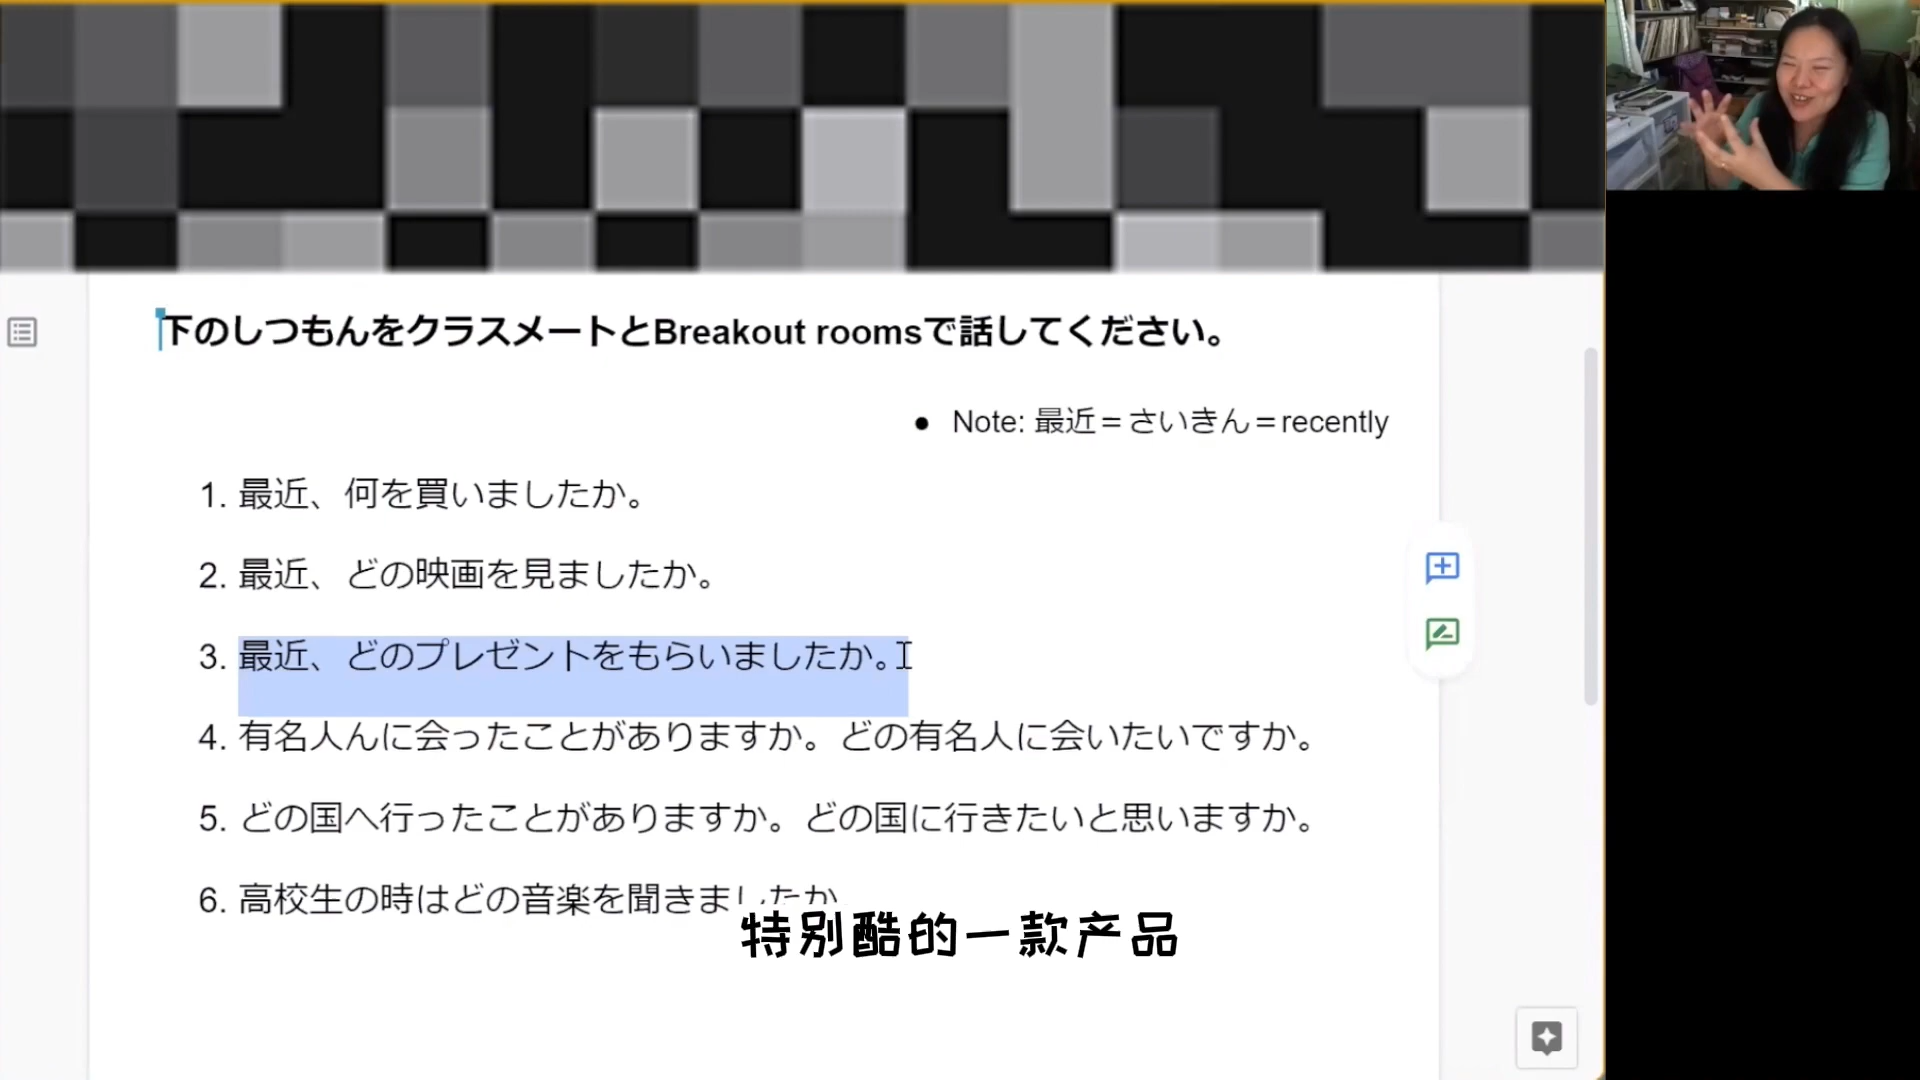 下のしつもんをクラスメートとBreakout roomsで話してください。
● Note: 最近＝さいきん＝recently
1. 最近、何を買いましたか。
2. 最近、どの映画を見ましたか。
3. 最近、どのプレゼントをもらいましたか。
4. 有名人んに会ったことがありますか。どの有名人に会いたいですか。
5. どの国へ行ったことがありますか。どの国に行きたいと思いますか。
6. 高校生の時はどの音楽を聞きましたか
特别酷的一款产品